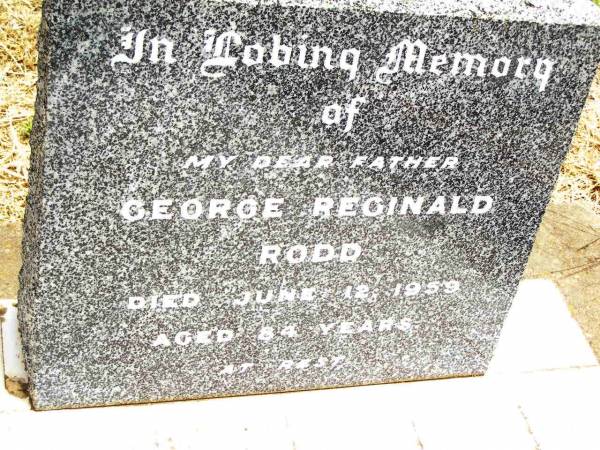 In Loving Memory
of
MY DEAR FATHER
GEORGE REGINALD
RODD
DIED JUNE 12, 1959
AGED 84 YEARS
AT REST